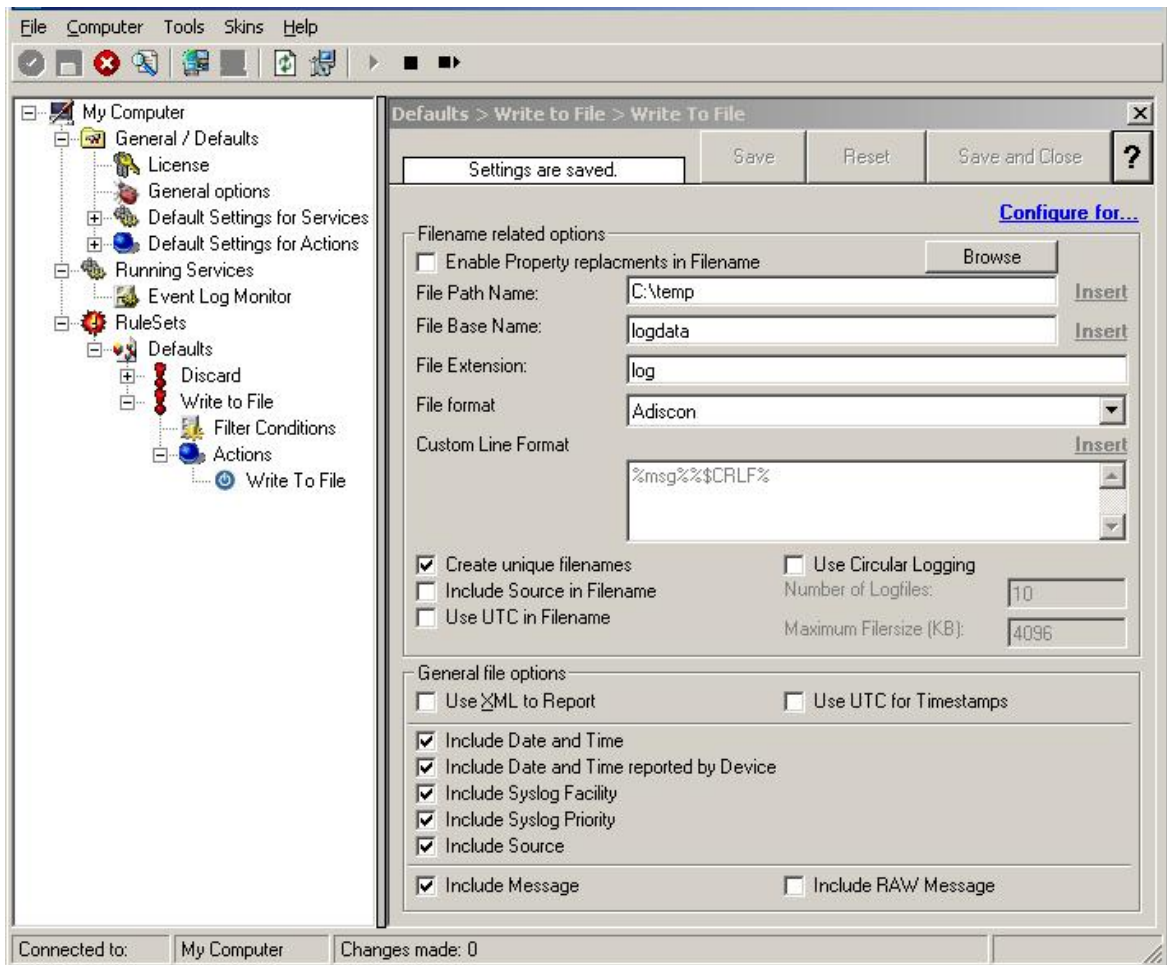 File Computer Tools Skins Help
My Computer
General / Defaults
License
General options
Default Settings for Services
Default Settings for Actions
Running Services
Event Log Monitor
RuleSets
Defaults
Discard
Write to File
Filter Conditions
Actions
Write To File
Defaults > Write to File > Write To File
Settings are saved.
Save
Reset
Save and Close
?
Configure for...
Filename related options
Enable Property replacments in Filename
Browse
File Path Name: C:\temp Insert
File Base Name: logdata Insert
File Extension: log
File format Adiscon
Custom Line Format Insert
%msg%%$CRLF%
Create unique filenames
Use Circular Logging
Include Source in Filename
Number of Logfiles: 10
Use UTC in Filename
Maximum Filersize (KB): 4096
General file options
Use XML to Report
Use UTC for Timestamps
Include Date and Time
Include Date and Time reported by Device
Include Syslog Facility
Include Syslog Priority
Include Source
Include Message
Include RAW Message
Connected to: My Computer Changes made: 0